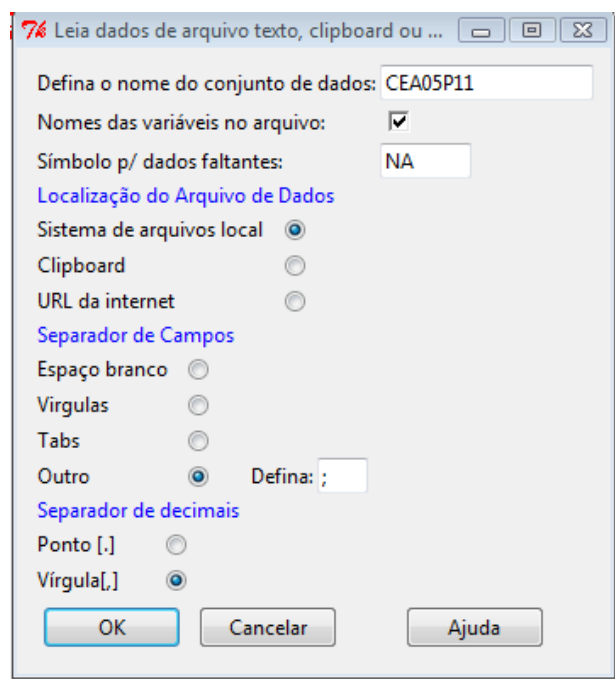 Leia dados de arquivo texto, clipboard ou ...
Defina o nome do conjunto de dados: CEA05P11
Nomes das variáveis no arquivo:
Símbolo p/ dados faltantes: NA
Localização do Arquivo de Dados
Sistema de arquivos local
Clipboard
URL da internet
Separador de Campos
Espaço branco
Virgulas
Tabs
Outro Defina: ;
Separador de decimais
Ponto [.]
Vírgula[,]
OK Cancelar Ajuda